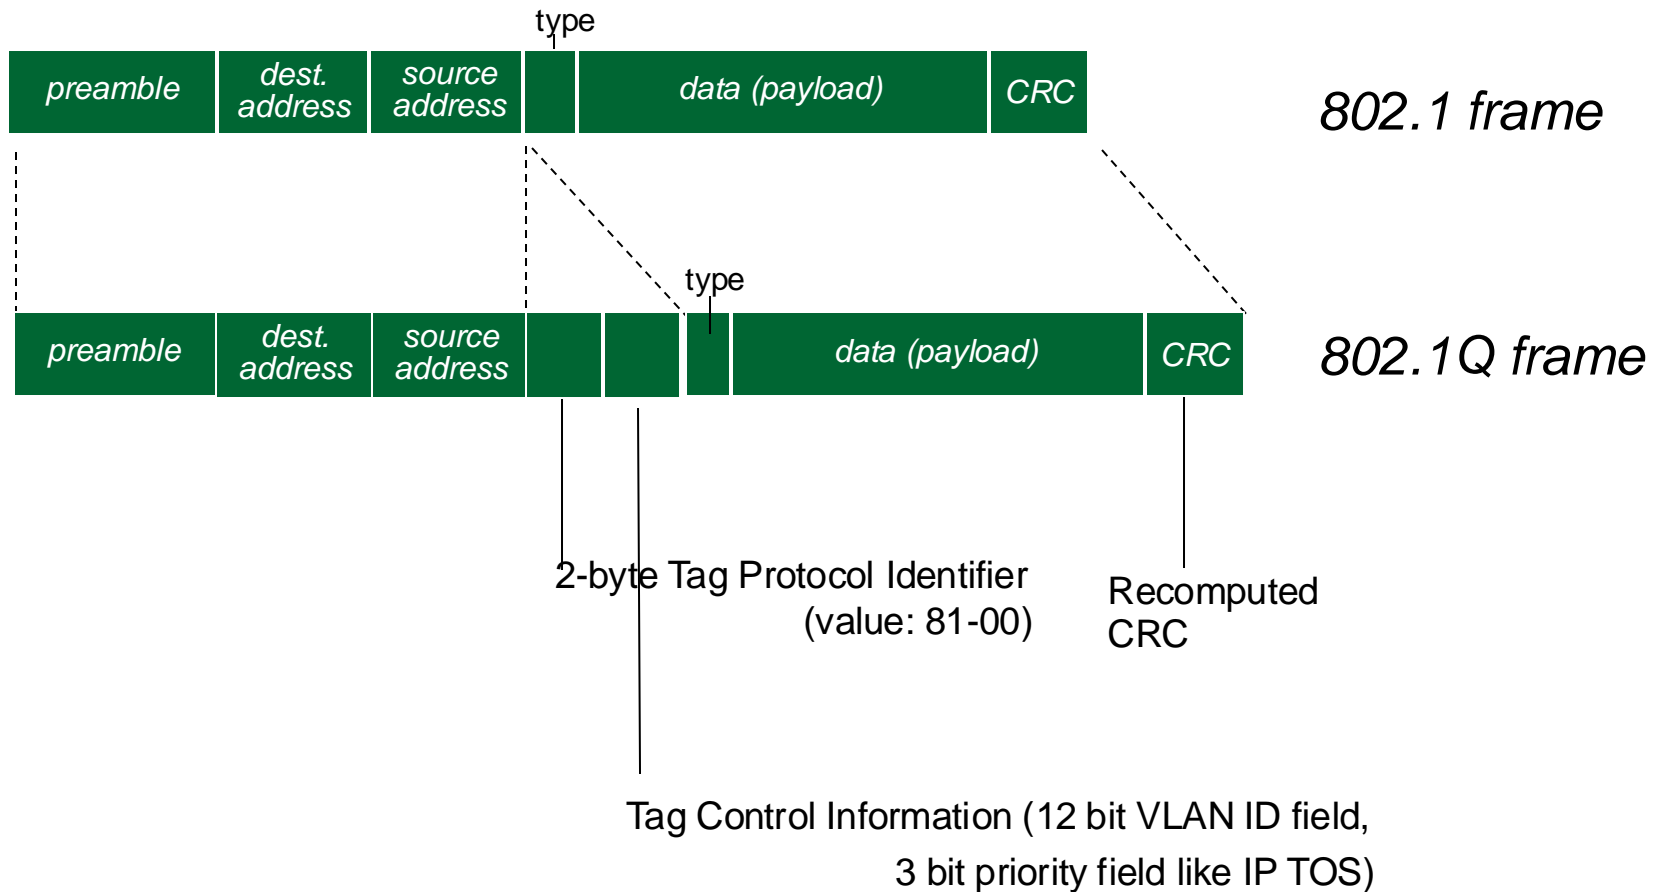 type
preamble
dest.
address
source
address
data (payload)
CRC
802.1 frame
type
preamble
dest.
address
source
address
data (payload)
CRC
802.1Q frame
2-byte Tag Protocol Identifier
(value: 81-00)
Recomputed
CRC
Tag Control Information (12 bit VLAN ID field,
3 bit priority field like IP TOS)